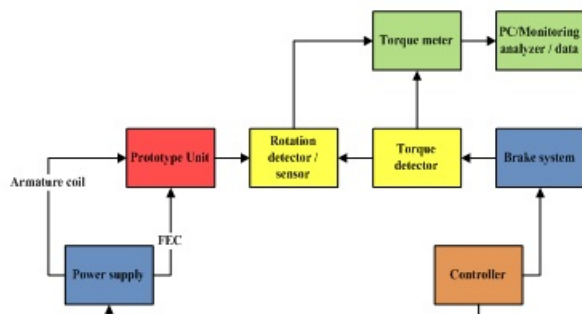 Torque meter
PC/Monitoring
analyzer / data
Prototype Unit
Rotation
detector /
sensor
Torque
detector
Brake system
Armature coil
FEC
Power supply
Controller